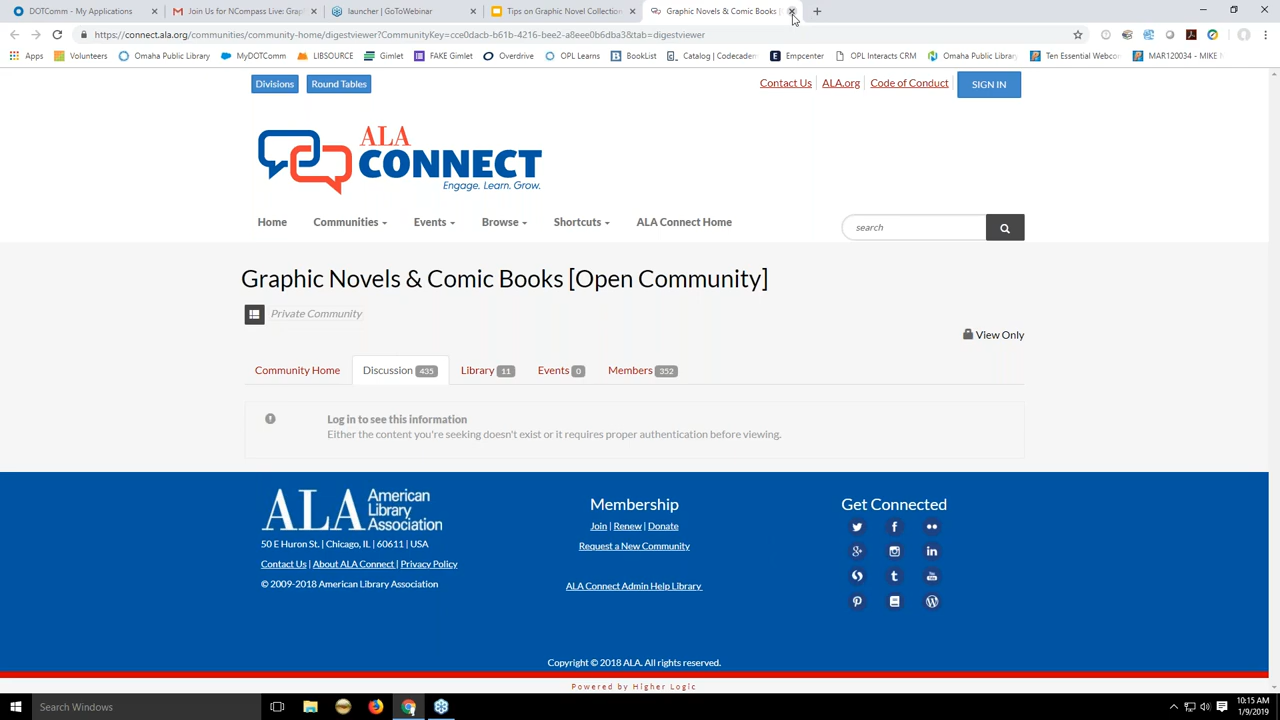 DOTComm - My Applications
Join Us for NCompass Live: Grap
launcher | GoToWebinar
Tips on Graphic Novel Collection
Graphic Novels & Comic Books
https://connect.ala.org/communities/community-home/digestviewer?CommunityKey=cce0dacb-b61b-4216-bee2-a8eee0b6dba3&tab=digestviewer
Apps Volunteers Omaha Public Library MyDOTComm LIBSOURCE Gimlet FAKE Gimlet Overdrive OPL Learns BookList Catalog | Codecademy Empcenter OPL Interacts CRM Omaha Public Library Ten Essential Webcom MAR120034 - MIKE
Divisions Round Tables
Contact Us ALA.org Code of Conduct SIGN IN
ALA
CONNECT
Engage. Learn. Grow.
Home Communities Events Browse Shortcuts ALA Connect Home search
Graphic Novels & Comic Books [Open Community]
Private Community
View Only
Community Home Discussion 435 Library 11 Events 0 Members 352
Log in to see this information
Either the content you're seeking doesn't exist or it requires proper authentication before viewing.
ALA American Library Association
50 E Huron St. | Chicago, IL | 60611 | USA
Contact Us | About ALA Connect | Privacy Policy
© 2009-2018 American Library Association
Membership
Join | Renew | Donate
Request a New Community
ALA Connect Admin Help Library
Get Connected
Copyright © 2018 ALA. All rights reserved.
Powered by Higher Logic
Search Windows
10:15 AM
1/9/2019